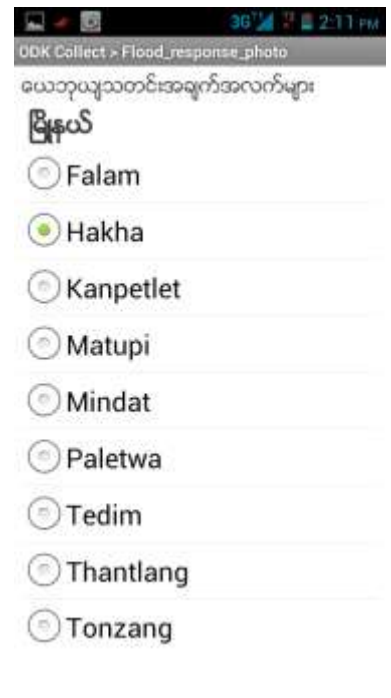 3G 2:11 PM
ODK Collect > Flood_response_photo
ယေဘုယျသတင်းအချက်အလက်များ
မြို့နယ်
Falam
Hakha
Kanpetlet
Matupi
Mindat
Paletwa
Tedim
Thantlang
Tonzang